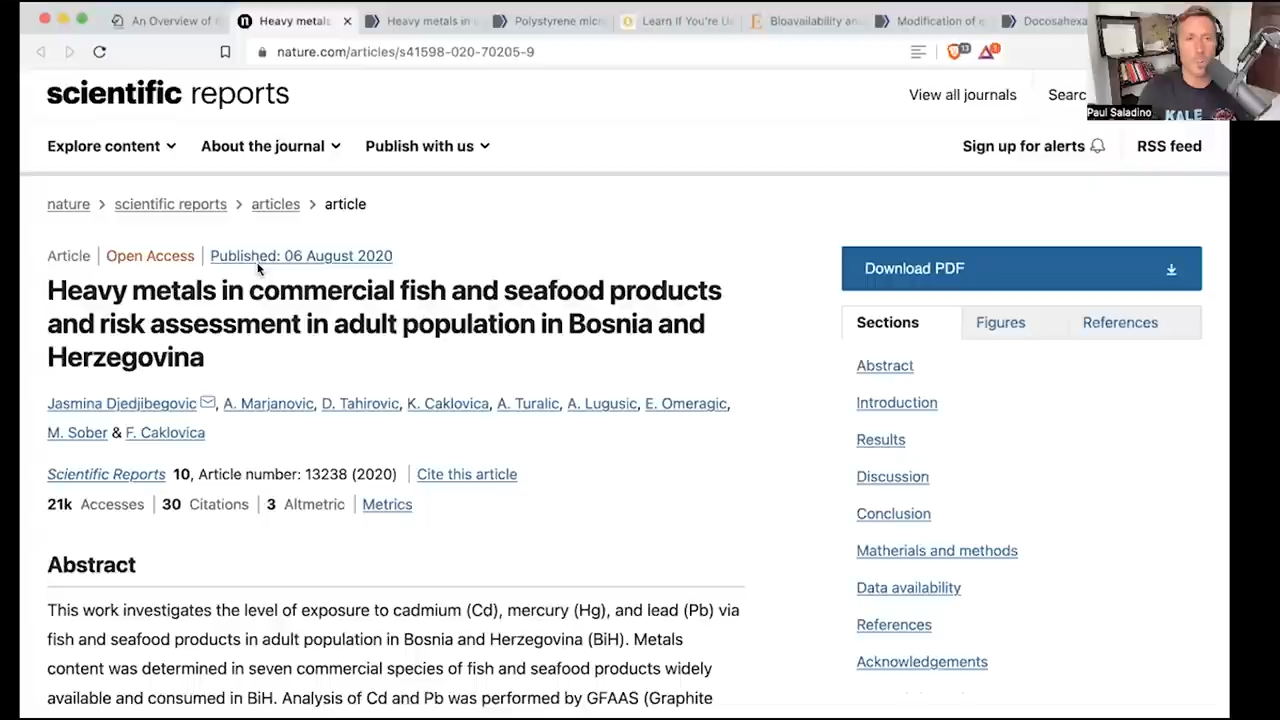 An Overview of
Heavy metals
Heavy metals in
Polystyrene mic
Learn If You're U
Bioavailability an
Modification of
Docosahexa
nature.com/articles/s41598-020-70205-9
13
1
scientific reports
View all journals
Searc
Paul Saladino
KALE
Explore content
About the journal
Publish with us
Sign up for alerts
RSS feed
nature > scientific reports > articles > article
Article | Open Access | Published: 06 August 2020
Download PDF
Heavy metals in commercial fish and seafood products
and risk assessment in adult population in Bosnia and
Herzegovina
Sections
Figures
References
Jasmina Djedjibegovic, A. Marjanovic, D. Tahirovic, K. Caklovica, A. Turalic, A. Lugusic, E. Omeragic,
M. Sober & F. Caklovica
Scientific Reports 10, Article number: 13238 (2020) | Cite this article
21k Accesses | 30 Citations | 3 Altmetric | Metrics
Abstract
This work investigates the level of exposure to cadmium (Cd), mercury (Hg), and lead (Pb) via
fish and seafood products in adult population in Bosnia and Herzegovina (BiH). Metals
content was determined in seven commercial species of fish and seafood products widely
available and consumed in BiH. Analysis of Cd and Pb was performed by GFAAS (Graphite
Abstract
Introduction
Results
Discussion
Conclusion
Matherials and methods
Data availability
References
Acknowledgements